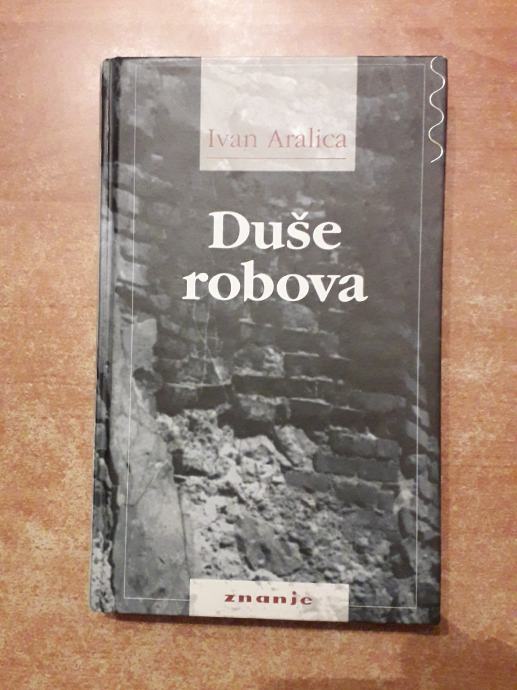 Ivan Aralica
Duše
robova
znanje